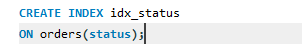 CREATE INDEX idx_status
ON orders(status);